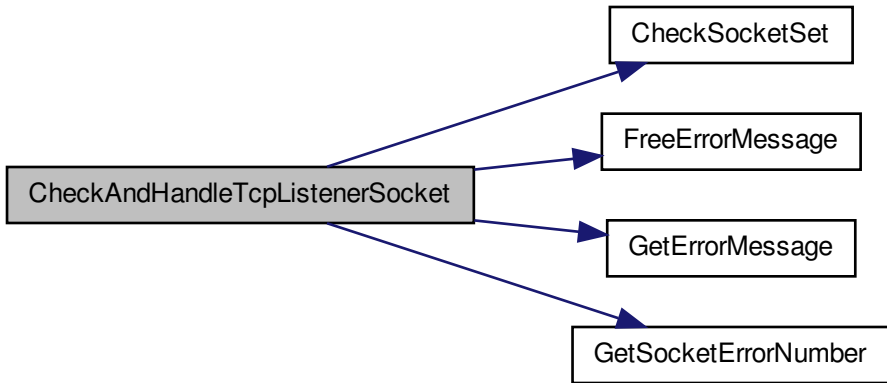 CheckSocketSet
FreeErrorMessage
CheckAndHandleTcpListenerSocket
GetErrorMessage
GetSocketErrorNumber